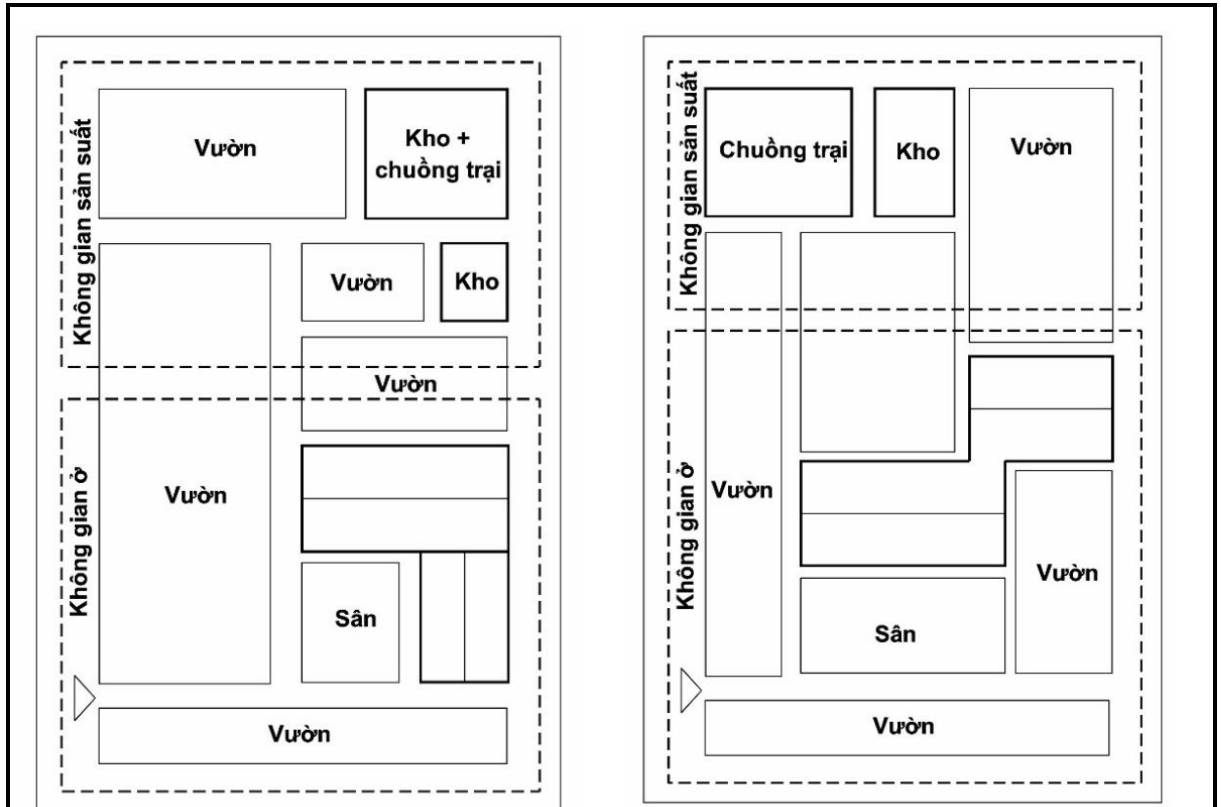 Không gian sản suất
Vườn
Kho +
chuồng trại
Vườn
Kho
Vườn
Không gian ở
Vườn
Sân
Vườn
Không gian sản suất
Chuồng trại
Kho
Vườn
Không gian ở
Vườn
Vườn
Sân
Vườn